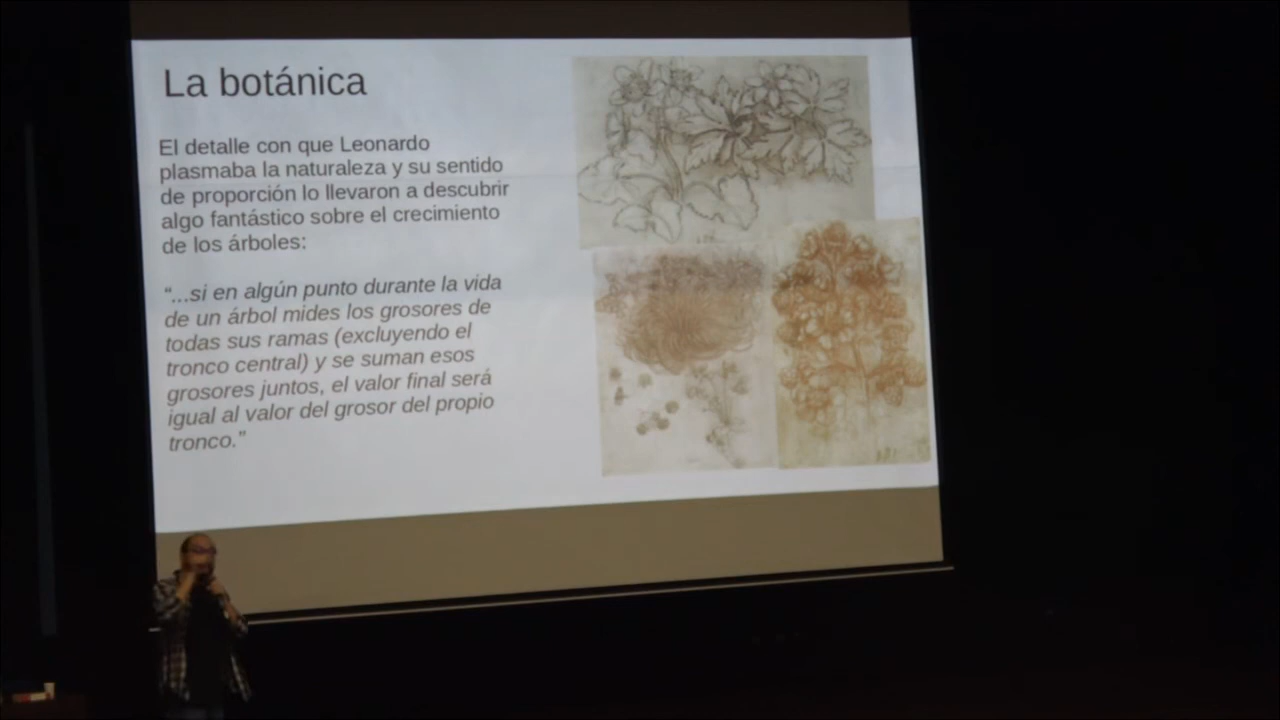 La botánica
El detalle con que Leonardo
plasmaba la naturaleza y su sentido
de proporción lo llevaron a descubrir
algo fantástico sobre el crecimiento
de los árboles:
“...si en algún punto durante la vida
de un árbol mides los grosores de
todas sus ramas (excluyendo el
tronco central) y se suman esos
grosores juntos, el valor final será
igual al valor del grosor del propio
tronco.”